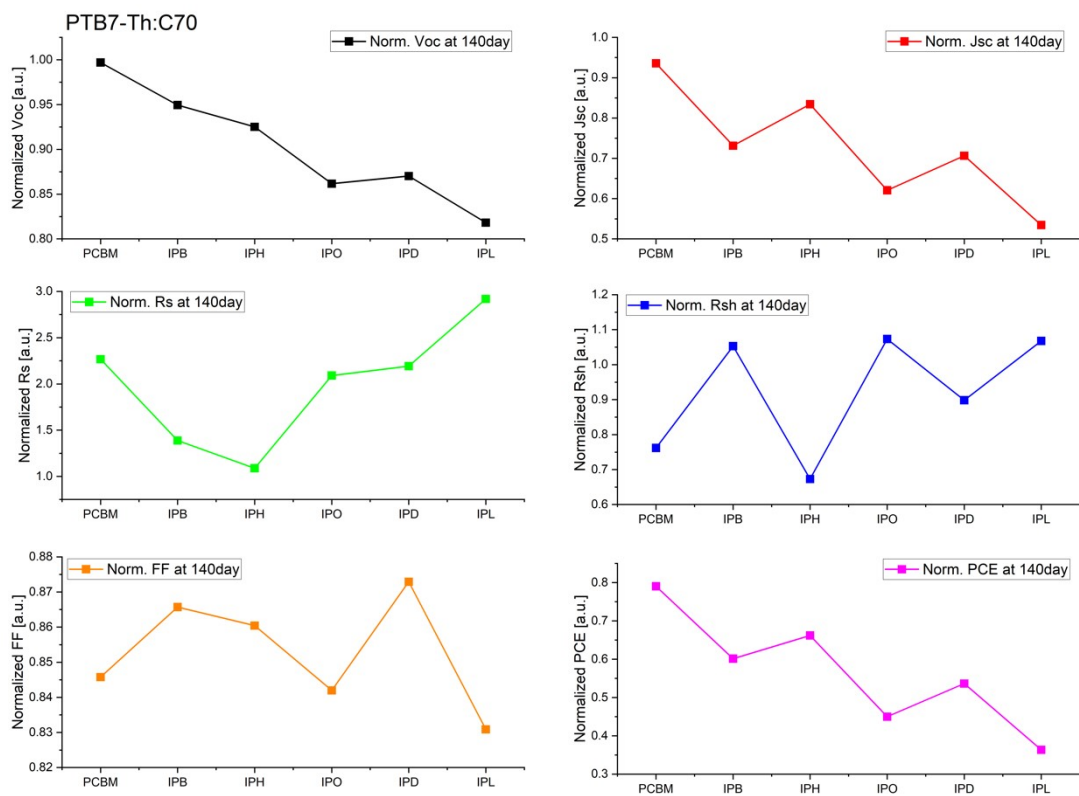 PTB7-Th:C70
Norm. Voc at 140day
Normalized Voc [a.u.]
1.00
0.95
0.90
0.85
0.80
PCBM IPB IPH IPO IPD IPL
Norm. Jsc at 140day
Normalized Jsc [a.u.]
1.0
0.9
0.8
0.7
0.6
0.5
PCBM IPB IPH IPO IPD IPL
Norm. Rs at 140day
Normalized Rs [a.u.]
3.0
2.5
2.0
1.5
1.0
PCBM IPB IPH IPO IPD IPL
Norm. Rsh at 140day
Normalized Rsh [a.u.]
1.2
1.1
1.0
0.9
0.8
0.7
0.6
PCBM IPB IPH IPO IPD IPL
Norm. FF at 140day
Normalized FF [a.u.]
0.88
0.87
0.86
0.85
0.84
0.83
0.82
PCBM IPB IPH IPO IPD IPL
Norm. PCE at 140day
Normalized PCE [a.u.]
0.8
0.7
0.6
0.5
0.4
0.3
PCBM IPB IPH IPO IPD IPL